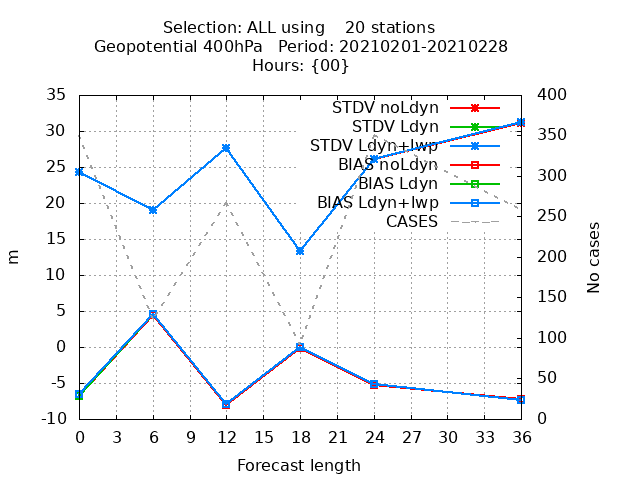 Selection: ALL using    20 stations
Geopotential 400hPa   Period: 20210201-20210228
Hours: {00}
35
30
25
20
15
10
5
0
-5
-10
m
STDV noLdyn
STDV Ldyn
STDV Ldyn+lwp
BIAS noLdyn
BIAS Ldyn
BIAS Ldyn+lwp
CASES
400
350
300
250
200
150
100
50
0
No cases
0 3 6 9 12 15 18 21 24 27 30 33 36
Forecast length